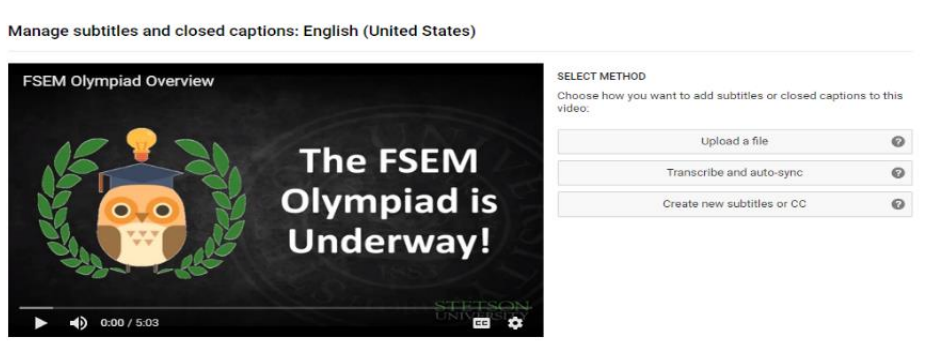 Manage subtitles and closed captions: English (United States)
FSEM Olympiad Overview
The FSEM
Olympiad is
Underway!
1883
STETSON
UNIVERSITY
0:00 / 5:03
CC
SELECT METHOD
Choose how you want to add subtitles or closed captions to this
video:
Upload a file
?
Transcribe and auto-sync
?
Create new subtitles or CC
?